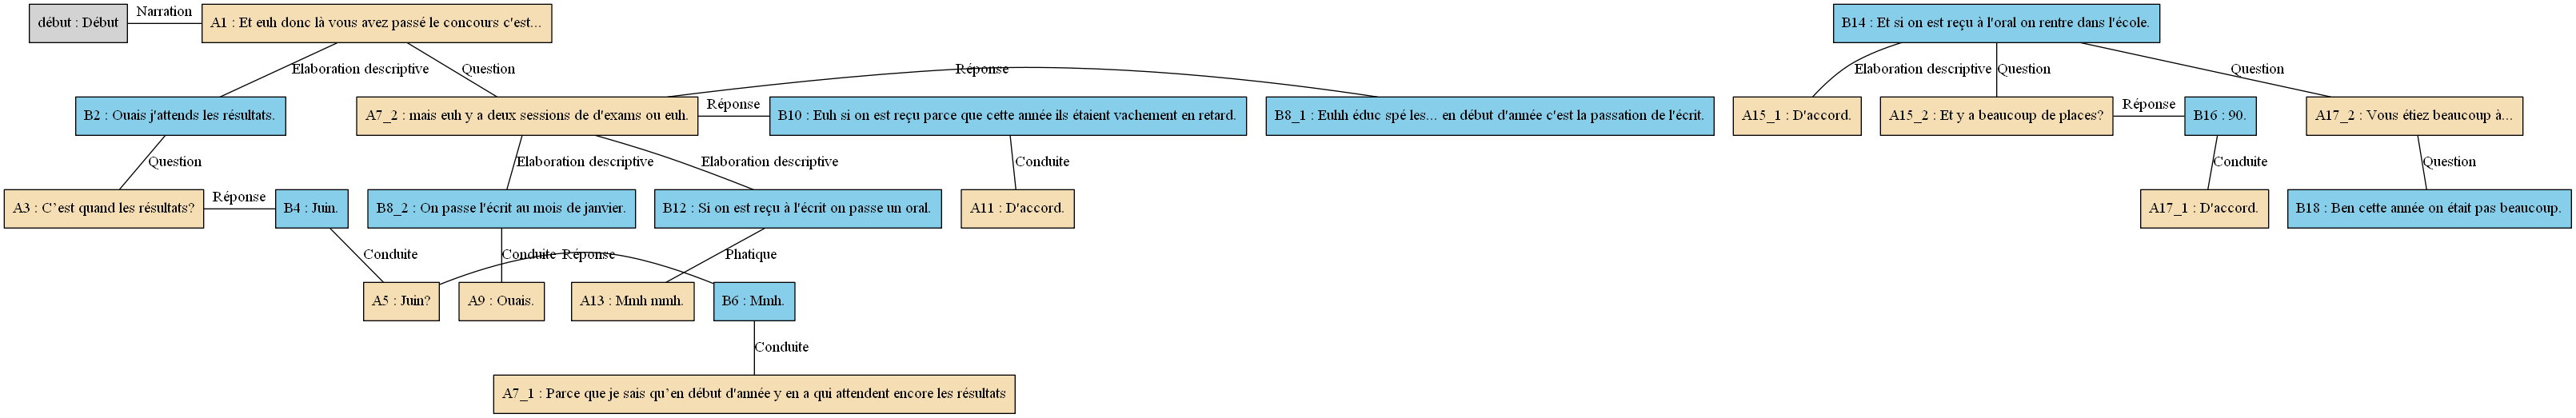 Narration
début : Début
A1 : Et euh donc là vous avez passé le concours c'est...
B14 : Et si on est reçu à l'oral on rentre dans l'école.
Elaboration descriptive
Question
Réponse
Elaboration descriptive
Question
Question
B2 : Ouais j'attends les résultats.
A7_2 : mais euh y a deux sessions de d'exams ou euh.
Réponse
B10 : Euh si on est reçu parce que cette année ils étaient vachement en retard.
B8_1 : Euhh éduc spé les... en début d'année c'est la passation de l'écrit.
A15_1 : D'accord.
A15_2 : Et y a beaucoup de places?
Réponse
B16 : 90.
A17_2 : Vous étiez beaucoup à...
Question
Elaboration descriptive
Elaboration descriptive
Conduite
Conduite
Question
A3 : C’est quand les résultats?
Réponse
B4 : Juin.
B8_2 : On passe l'écrit au mois de janvier.
B12 : Si on est reçu à l'écrit on passe un oral.
A11 : D'accord.
A17_1 : D'accord.
B18 : Ben cette année on était pas beaucoup.
Conduite
Conduite
Réponse
Phatique
A5 : Juin?
A9 : Ouais.
A13 : Mmh mmh.
B6 : Mmh.
Conduite
A7_1 : Parce que je sais qu’en début d'année y en a qui attendent encore les résultats